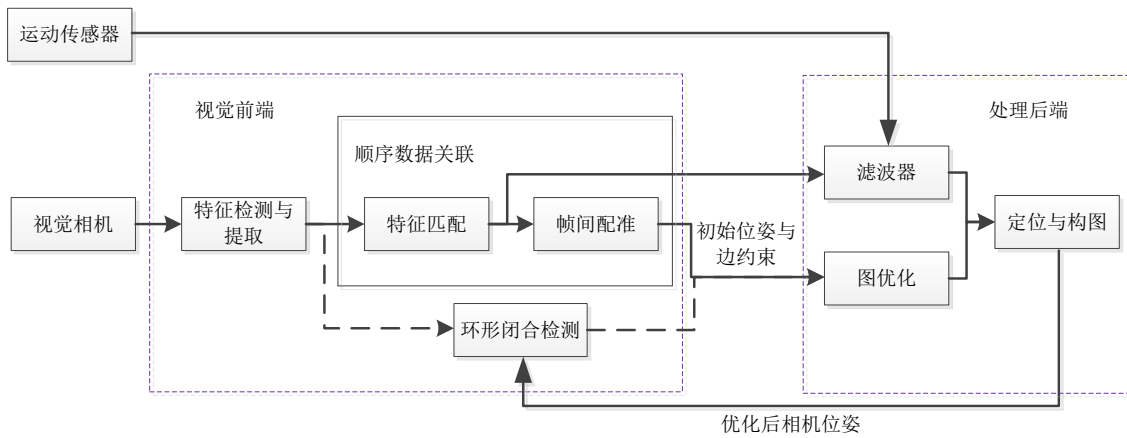 运动传感器
视觉前端
处理后端
顺序数据关联
滤波器
视觉相机
特征检测与
提取
特征匹配
帧间配准
初始位姿与
边约束
定位与构图
图优化
环形闭合检测
优化后相机位姿